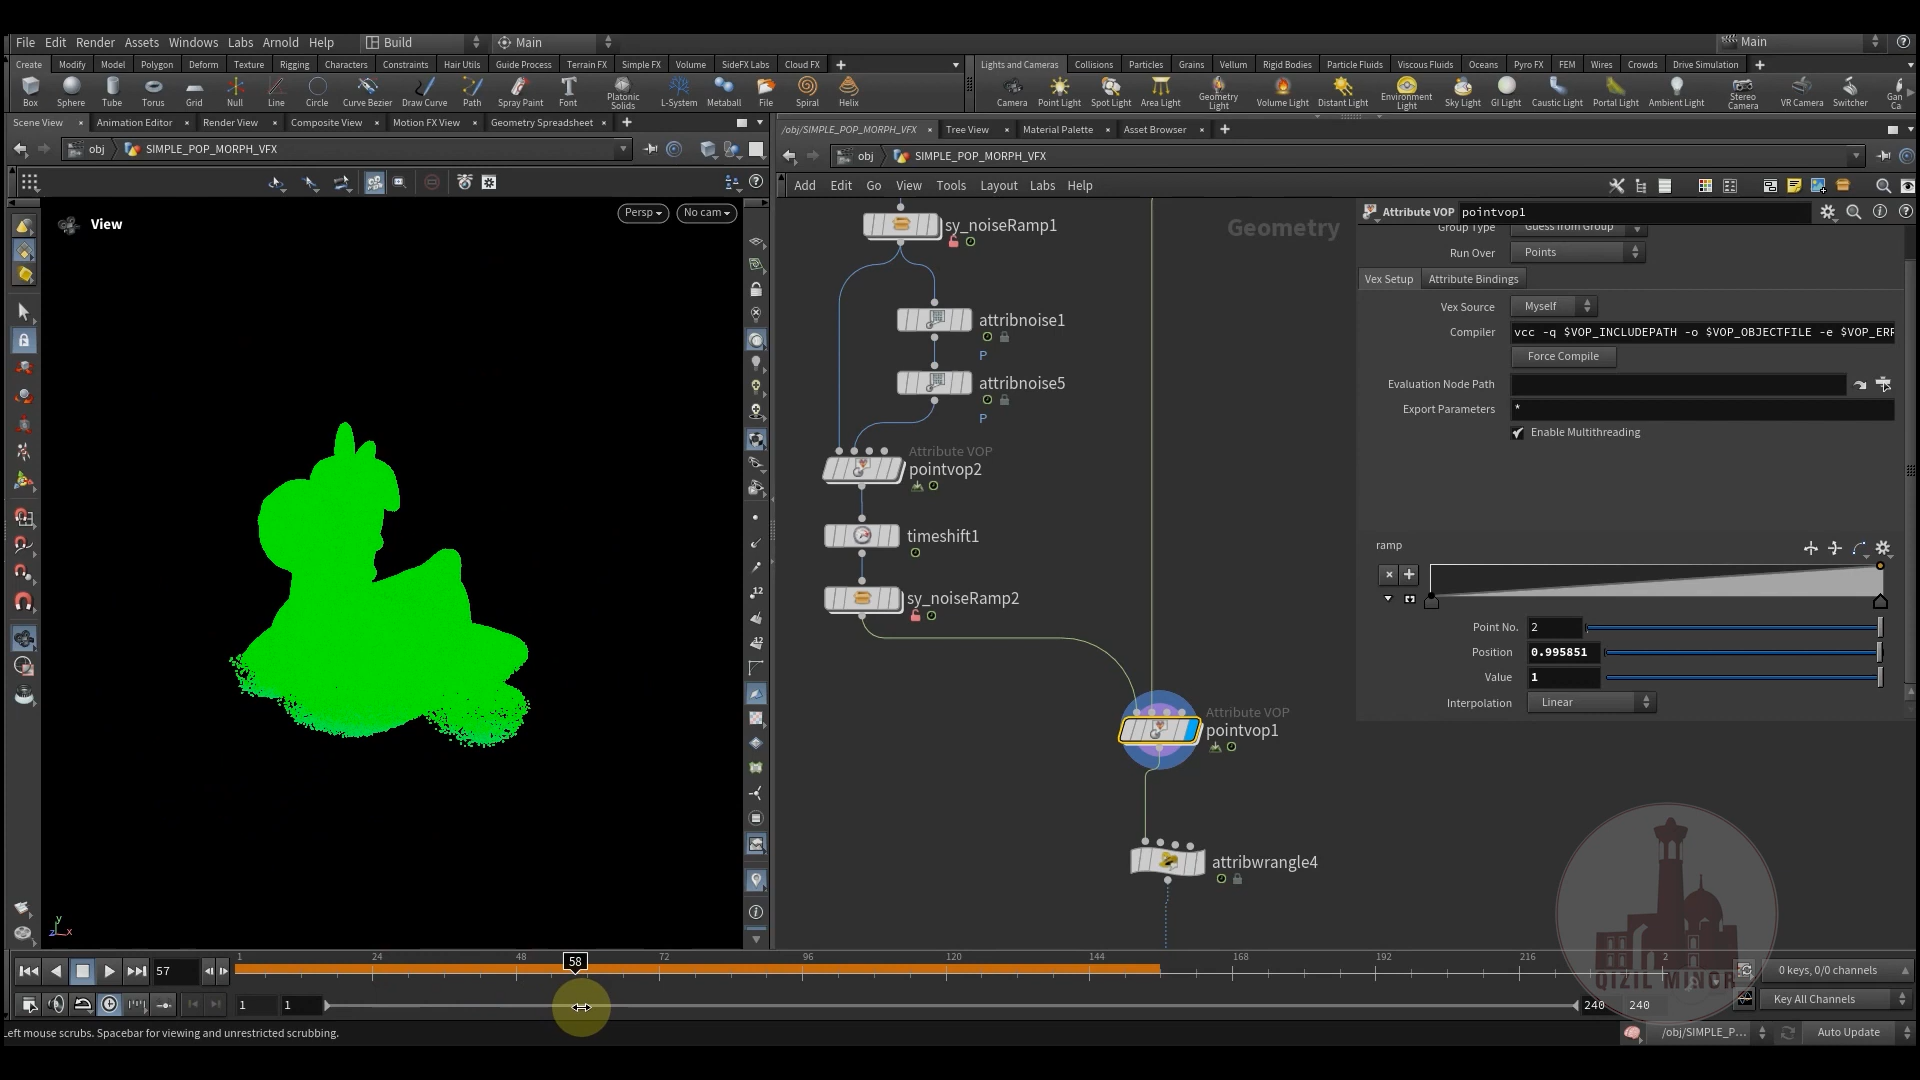 File Edit Render Assets Windows Labs Arnold Help Build Main Main
Create Modify Model Polygon Deform Texture Rigging Characters Constraints Hair Utils Guide Process Terrain FX Simple FX Volume SideFX Labs Cloud FX
Lights and Cameras Collisions Particles Grains Vellum Rigid Bodies Particle Fluids Viscous Fluids Oceans Pyro FX FEM Wires Crowds Drive Simulation
Box Sphere Tube Torus Grid Null Line Circle Curve Bezier Draw Curve Path Spray Paint Font Platonic Solids L-System Metaball File Spiral Helix
Camera Point Light Spot Light Area Light Geometry Light Volume Light Distant Light Environment Light Sky Light GI Light Caustic Light Portal Light Ambient Light Stereo Camera VR Camera Switcher Gan Ca
Scene View Animation Editor Render View Composite View Motion FX View Geometry Spreadsheet
/obj/SIMPLE_POP_MORPH_VFX Tree View Material Palette Asset Browser
obj SIMPLE_POP_MORPH_VFX
obj SIMPLE_POP_MORPH_VFX
Add Edit Go View Tools Layout Labs Help
View
Persp
No cam
y
z x
12
12
Geometry
sy_noiseRamp1
attribnoise1
P
attribnoise5
P
Attribute VOP
pointvop2
timeshift1
sy_noiseRamp2
Attribute VOP
pointvop1
attribwrangle4
Attribute VOP pointvop1
Group Type Guess from Group
Run Over Points
Vex Setup Attribute Bindings
Vex Source Myself
Compiler vcc -q $VOP_INCLUDEPATH -o $VOP_OBJECTFILE -e $VOP_ERR
Force Compile
Evaluation Node Path
Export Parameters *
Enable Multithreading
ramp
Point No. 2
Position 0.995851
Value 1
Interpolation Linear
QIZIL MINOR
57
1 24 48 72 96 120 144 168 192 216 2
58
0 keys, 0/0 channels
1 1 240 240
Key All Channels
Left mouse scrubs. Spacebar for viewing and unrestricted scrubbing.
/obj/SIMPLE_P... Auto Update